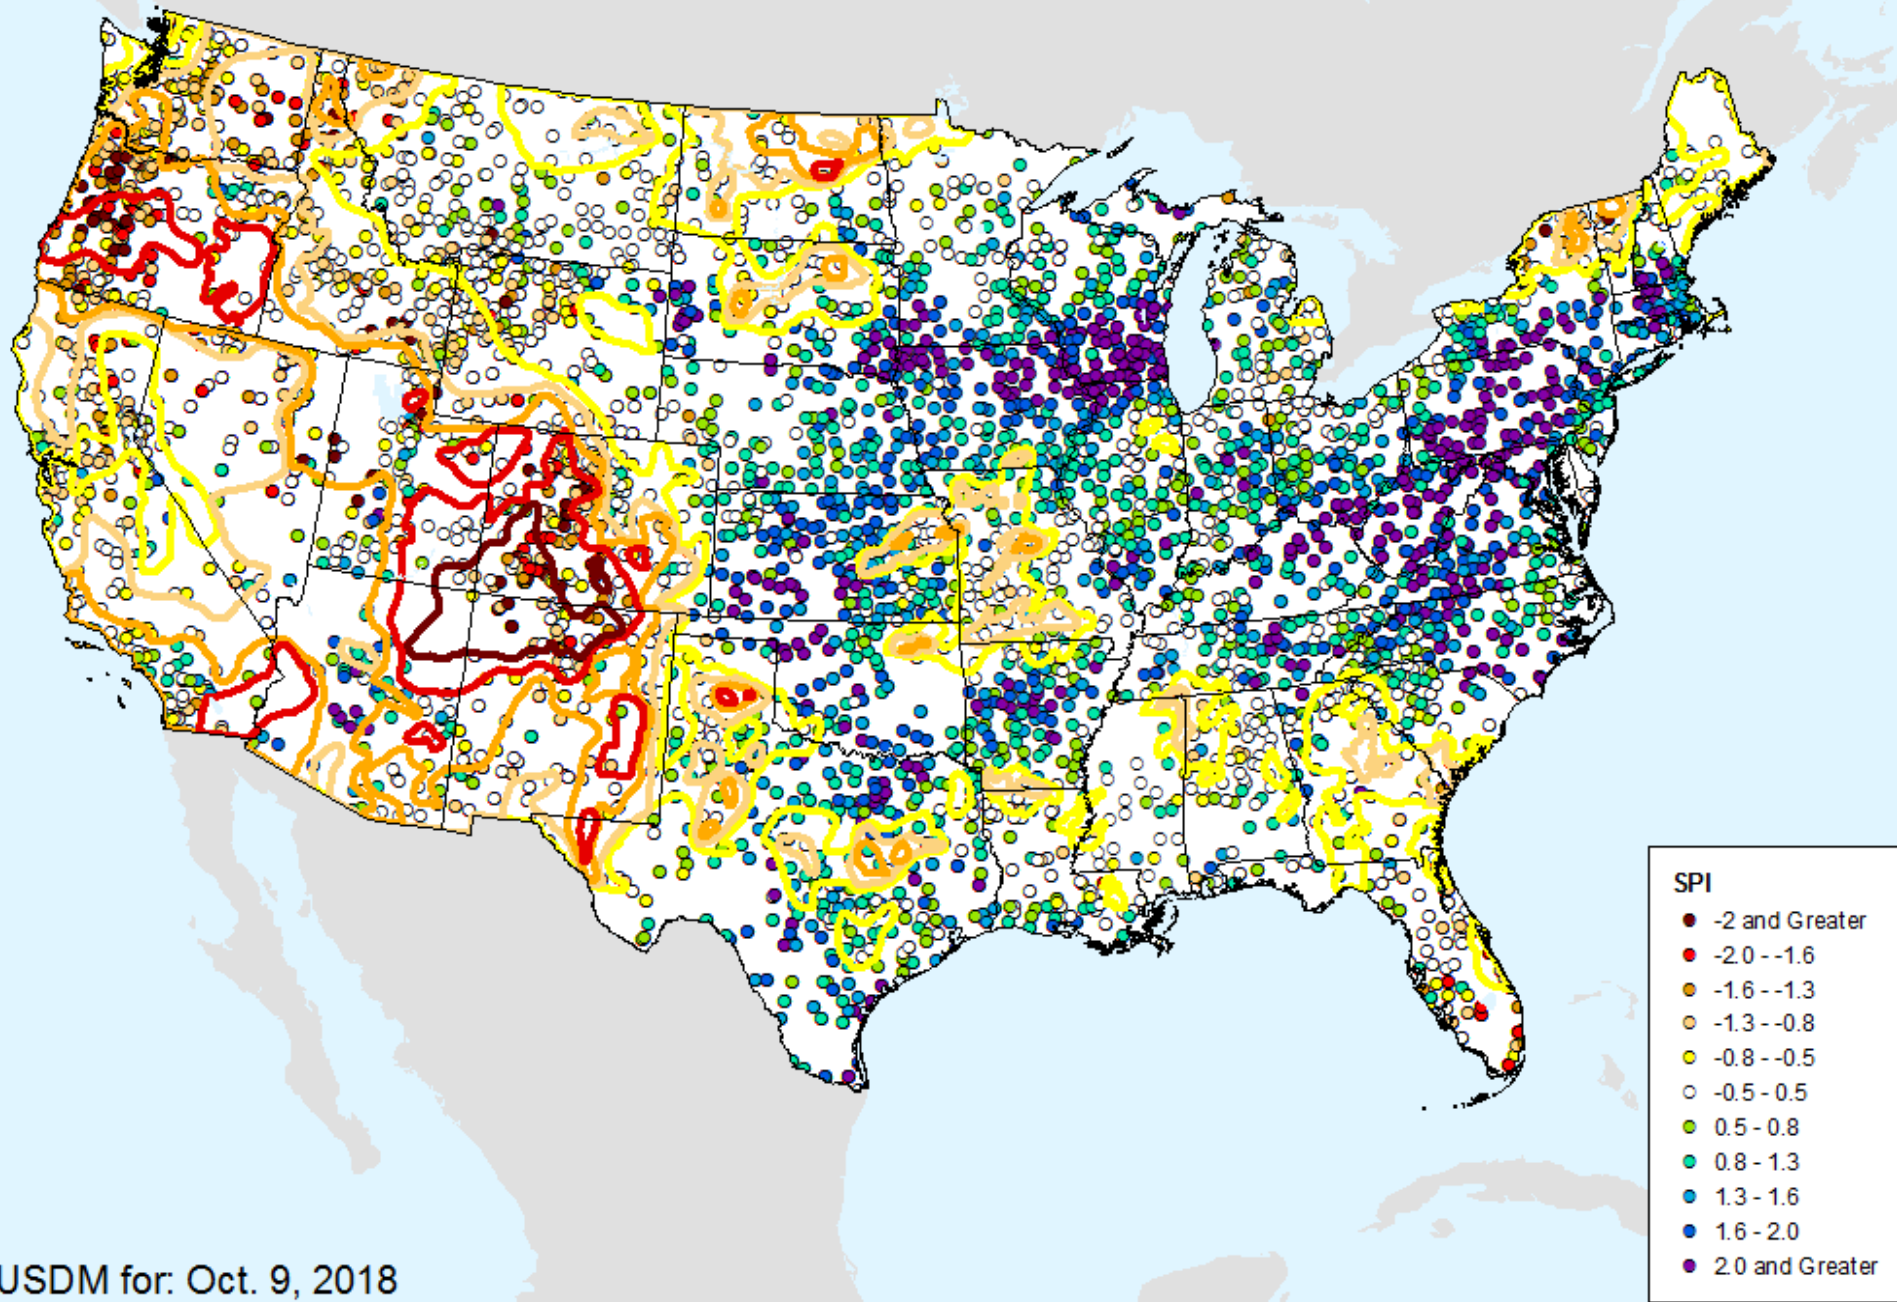 SPI
-2 and Greater
-2.0 - -1.6
-1.6 - -1.3
-1.3 - -0.8
-0.8 - -0.5
-0.5 - 0.5
0.5 - 0.8
0.8 - 1.3
1.3 - 1.6
1.6 - 2.0
2.0 and Greater
USDM for: Oct. 9, 2018